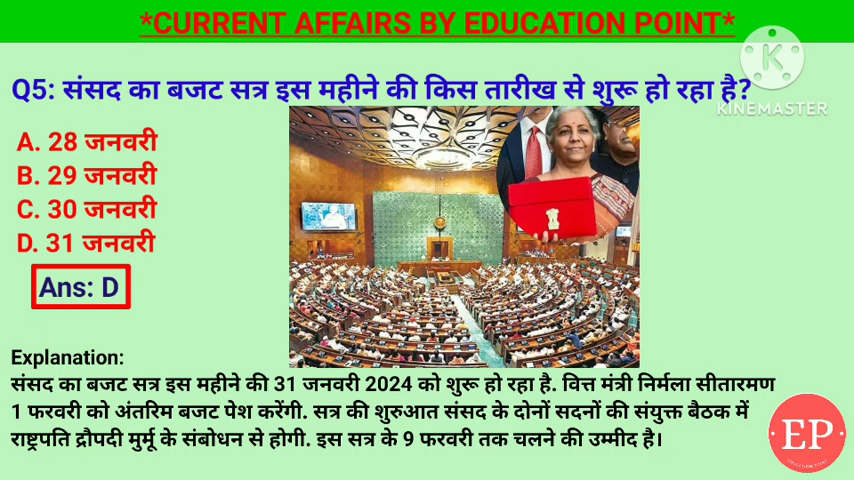 *CURRENT AFFAIRS BY EDUCATION POINT*
KINEMASTER
Q5: संसद का बजट सत्र इस महीने की किस तारीख से शुरू हो रहा है?
A. 28 जनवरी
B. 29 जनवरी
C. 30 जनवरी
D. 31 जनवरी
Ans: D
Explanation:
संसद का बजट सत्र इस महीने की 31 जनवरी 2024 को शुरू हो रहा है. वित्त मंत्री निर्मला सीतारमण
1 फरवरी को अंतरिम बजट पेश करेंगी. सत्र की शुरुआत संसद के दोनों सदनों की संयुक्त बैठक में
राष्ट्रपति द्रौपदी मुर्मू के संबोधन से होगी. इस सत्र के 9 फरवरी तक चलने की उम्मीद है।
EP